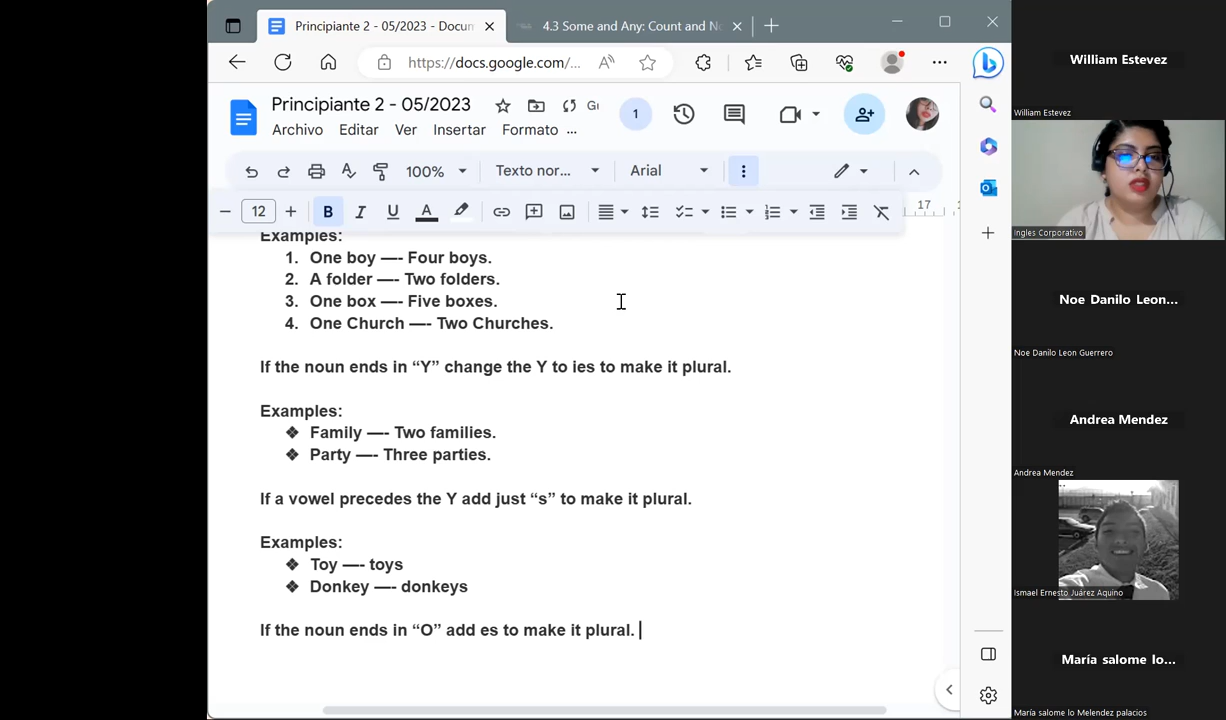 Principiante 2 - 05/2023 - Docum
4.3 Some and Any: Count and No
https://docs.google.com/...
Principiante 2 - 05/2023
1
Archivo Editar Ver Insertar Formato ...
100% Texto nor... Arial
12 B I U A
17
Examples:
1. One boy —- Four boys.
2. A folder —- Two folders.
3. One box —- Five boxes.
4. One Church —- Two Churches.
If the noun ends in “Y” change the Y to ies to make it plural.
Examples:
❖ Family —- Two families.
❖ Party —- Three parties.
If a vowel precedes the Y add just “s” to make it plural.
Examples:
❖ Toy —- toys
❖ Donkey —- donkeys
If the noun ends in “O” add es to make it plural.
William Estevez
William Estevez
Ingles Corporativo
Noe Danilo Leon...
Noe Danilo Leon Guerrero
Andrea Mendez
Andrea Mendez
Ismael Ernesto Juárez Aquino
María salome lo...
María salome lo Melendez palacios